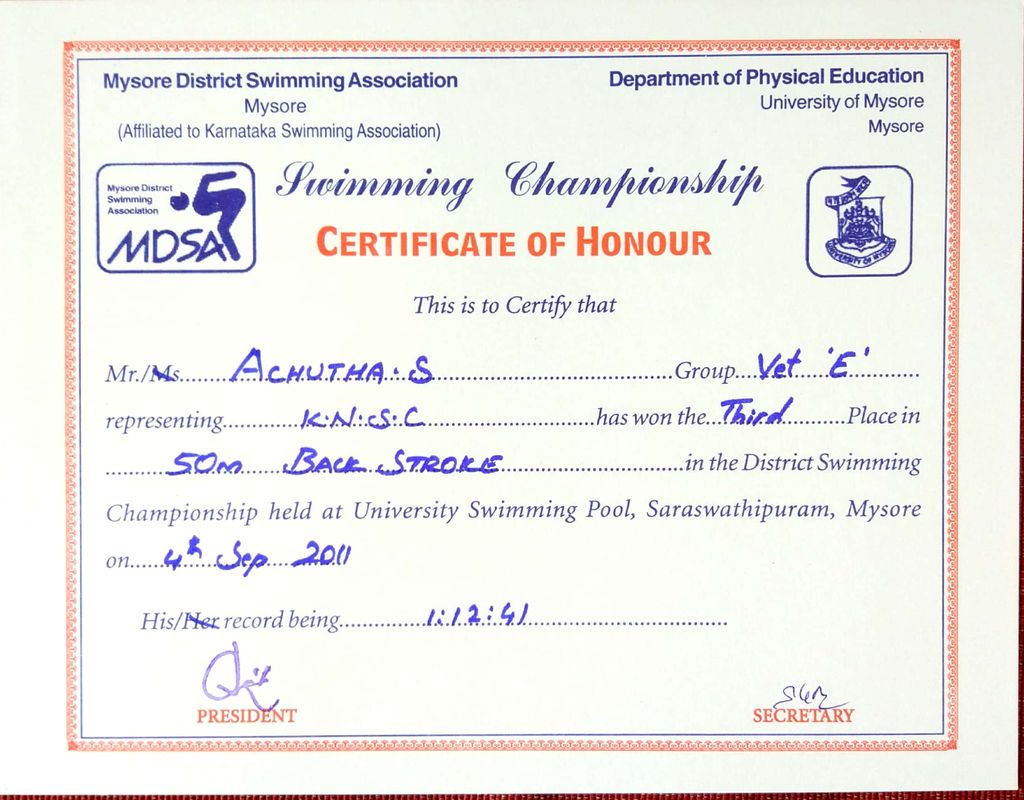 Mysore District Swimming Association
Mysore
(Affiliated to Karnataka Swimming Association)
Department of Physical Education
University of Mysore
Mysore
Mysore District
Swimming
Association
MDSA
Swimming Championship
CERTIFICATE OF HONOUR
UNIVERSITY OF MYSORE
This is to Certify that
Mr./Ms.......ACHUTHA.S.......Group...Vet 'E'.......
representing.......K.N.S.C.......has won the..Third.......Place in
.......50m BACK STROKE.......in the District Swimming
Championship held at University Swimming Pool, Saraswathipuram, Mysore
on.....4th Sep 2011
His/Her record being.......1:12:41.......
PRESIDENT
SECRETARY